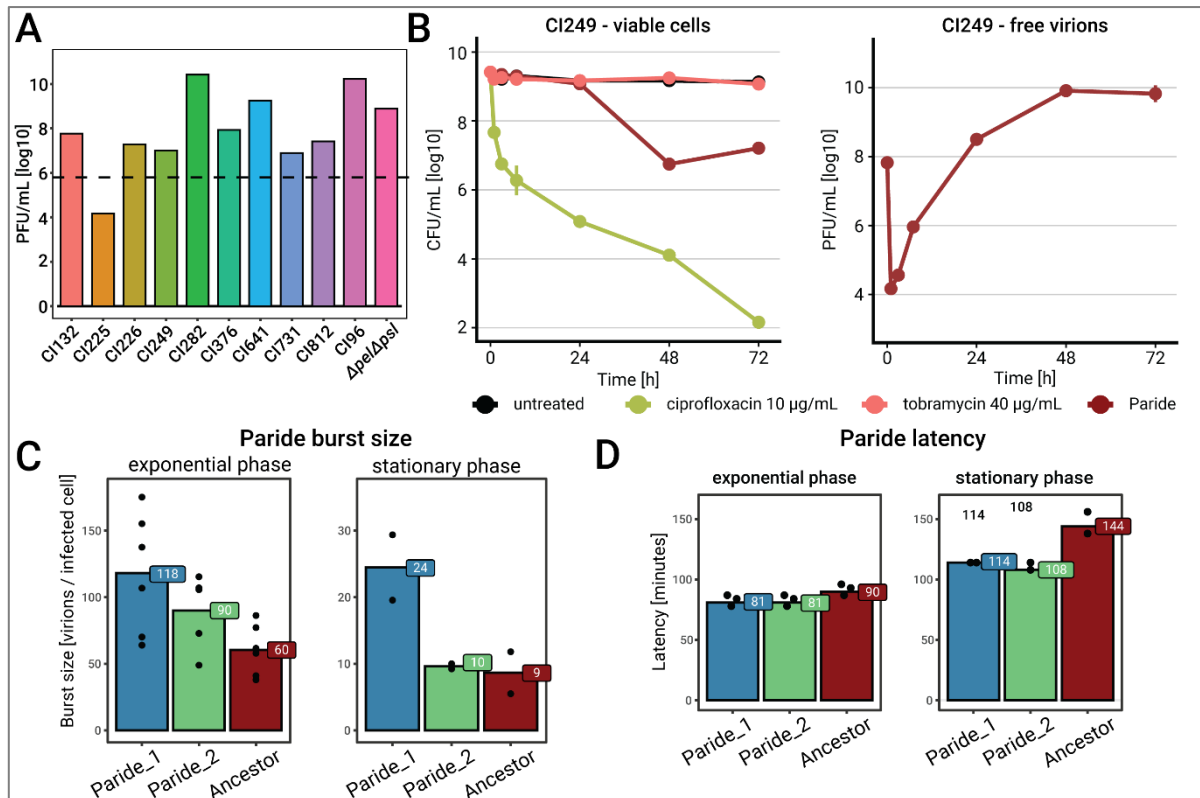 A
PFU/mL [log10]
10
8
6
4
2
0
CI132
CI225
CI226
CI249
CI282
CI376
CI641
CI731
CI812
CI96
ΔpelΔpsl
B
CI249 - viable cells
CFU/mL [log10]
10
8
6
4
2
0 24 48 72
Time [h]
CI249 - free virions
PFU/mL [log10]
10
8
6
4
0 24 48 72
Time [h]
untreated ciprofloxacin 10 µg/mL tobramycin 40 µg/mL Paride
C
Paride burst size
exponential phase
stationary phase
Burst size [virions / infected cell]
150
100
50
0
118
90
60
Paride_1
Paride_2
Ancestor
30
20
10
0
24
10
9
Paride_1
Paride_2
Ancestor
D
Paride latency
exponential phase
stationary phase
Latency [minutes]
150
100
50
0
81
81
90
Paride_1
Paride_2
Ancestor
150
100
50
0
114
108
114
108
144
Paride_1
Paride_2
Ancestor